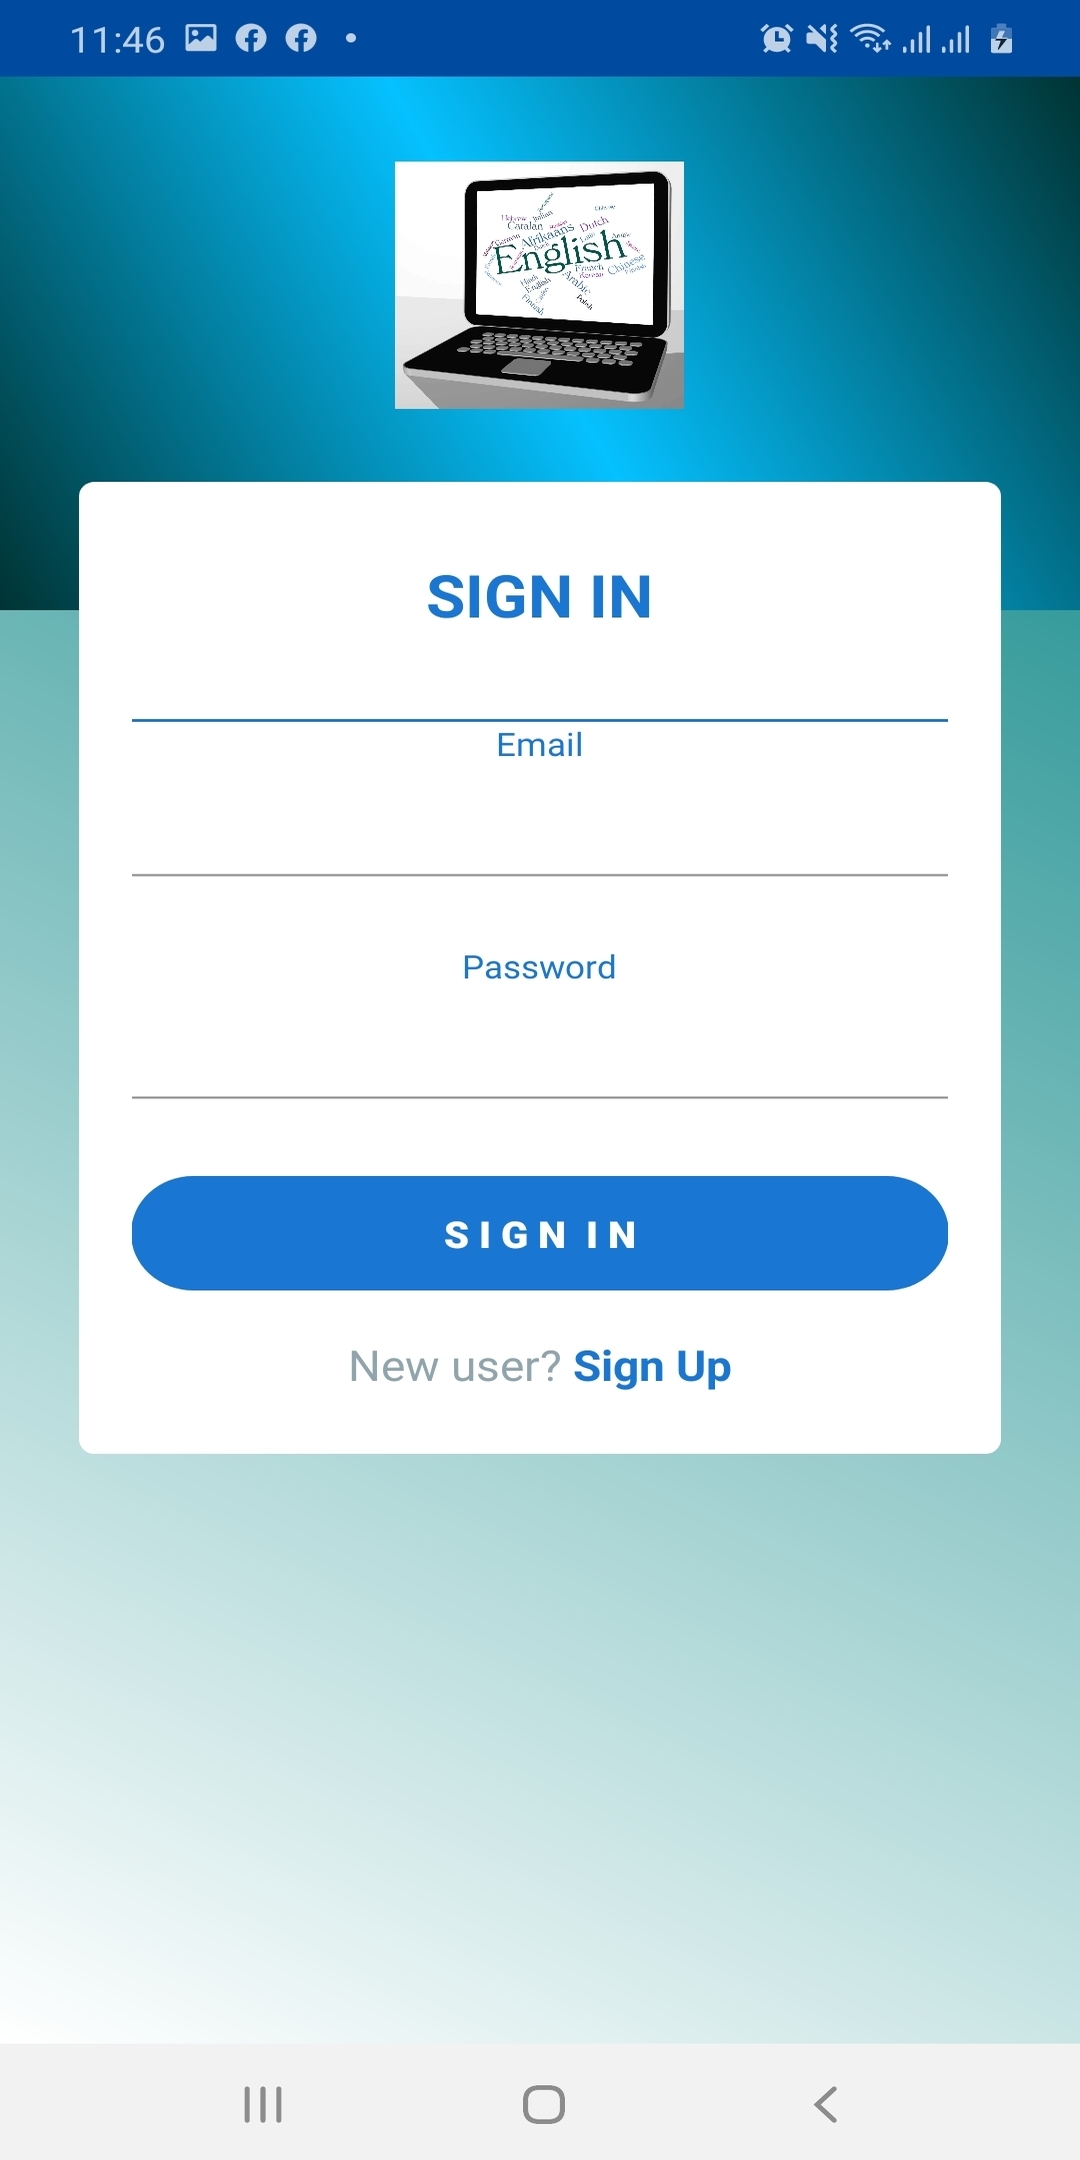 11:46
Hebrew Italian
Catalan Dutch
German Afrikaans
English
French Chinese
Korean
Hindi Arabic
English
Finnish Polish
SIGN IN
Email
Password
SIGN IN
New user? Sign Up